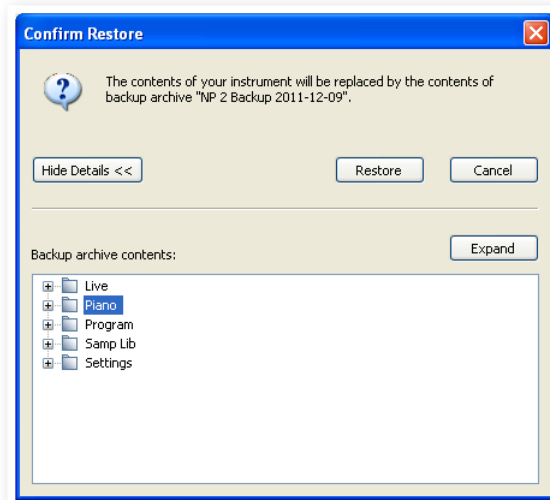 Confirm Restore
The contents of your instrument will be replaced by the contents of
backup archive "NP 2 Backup 2011-12-09".
Hide Details << Restore Cancel
Expand
Backup archive contents:
Live
Piano
Program
Samp Lib
Settings